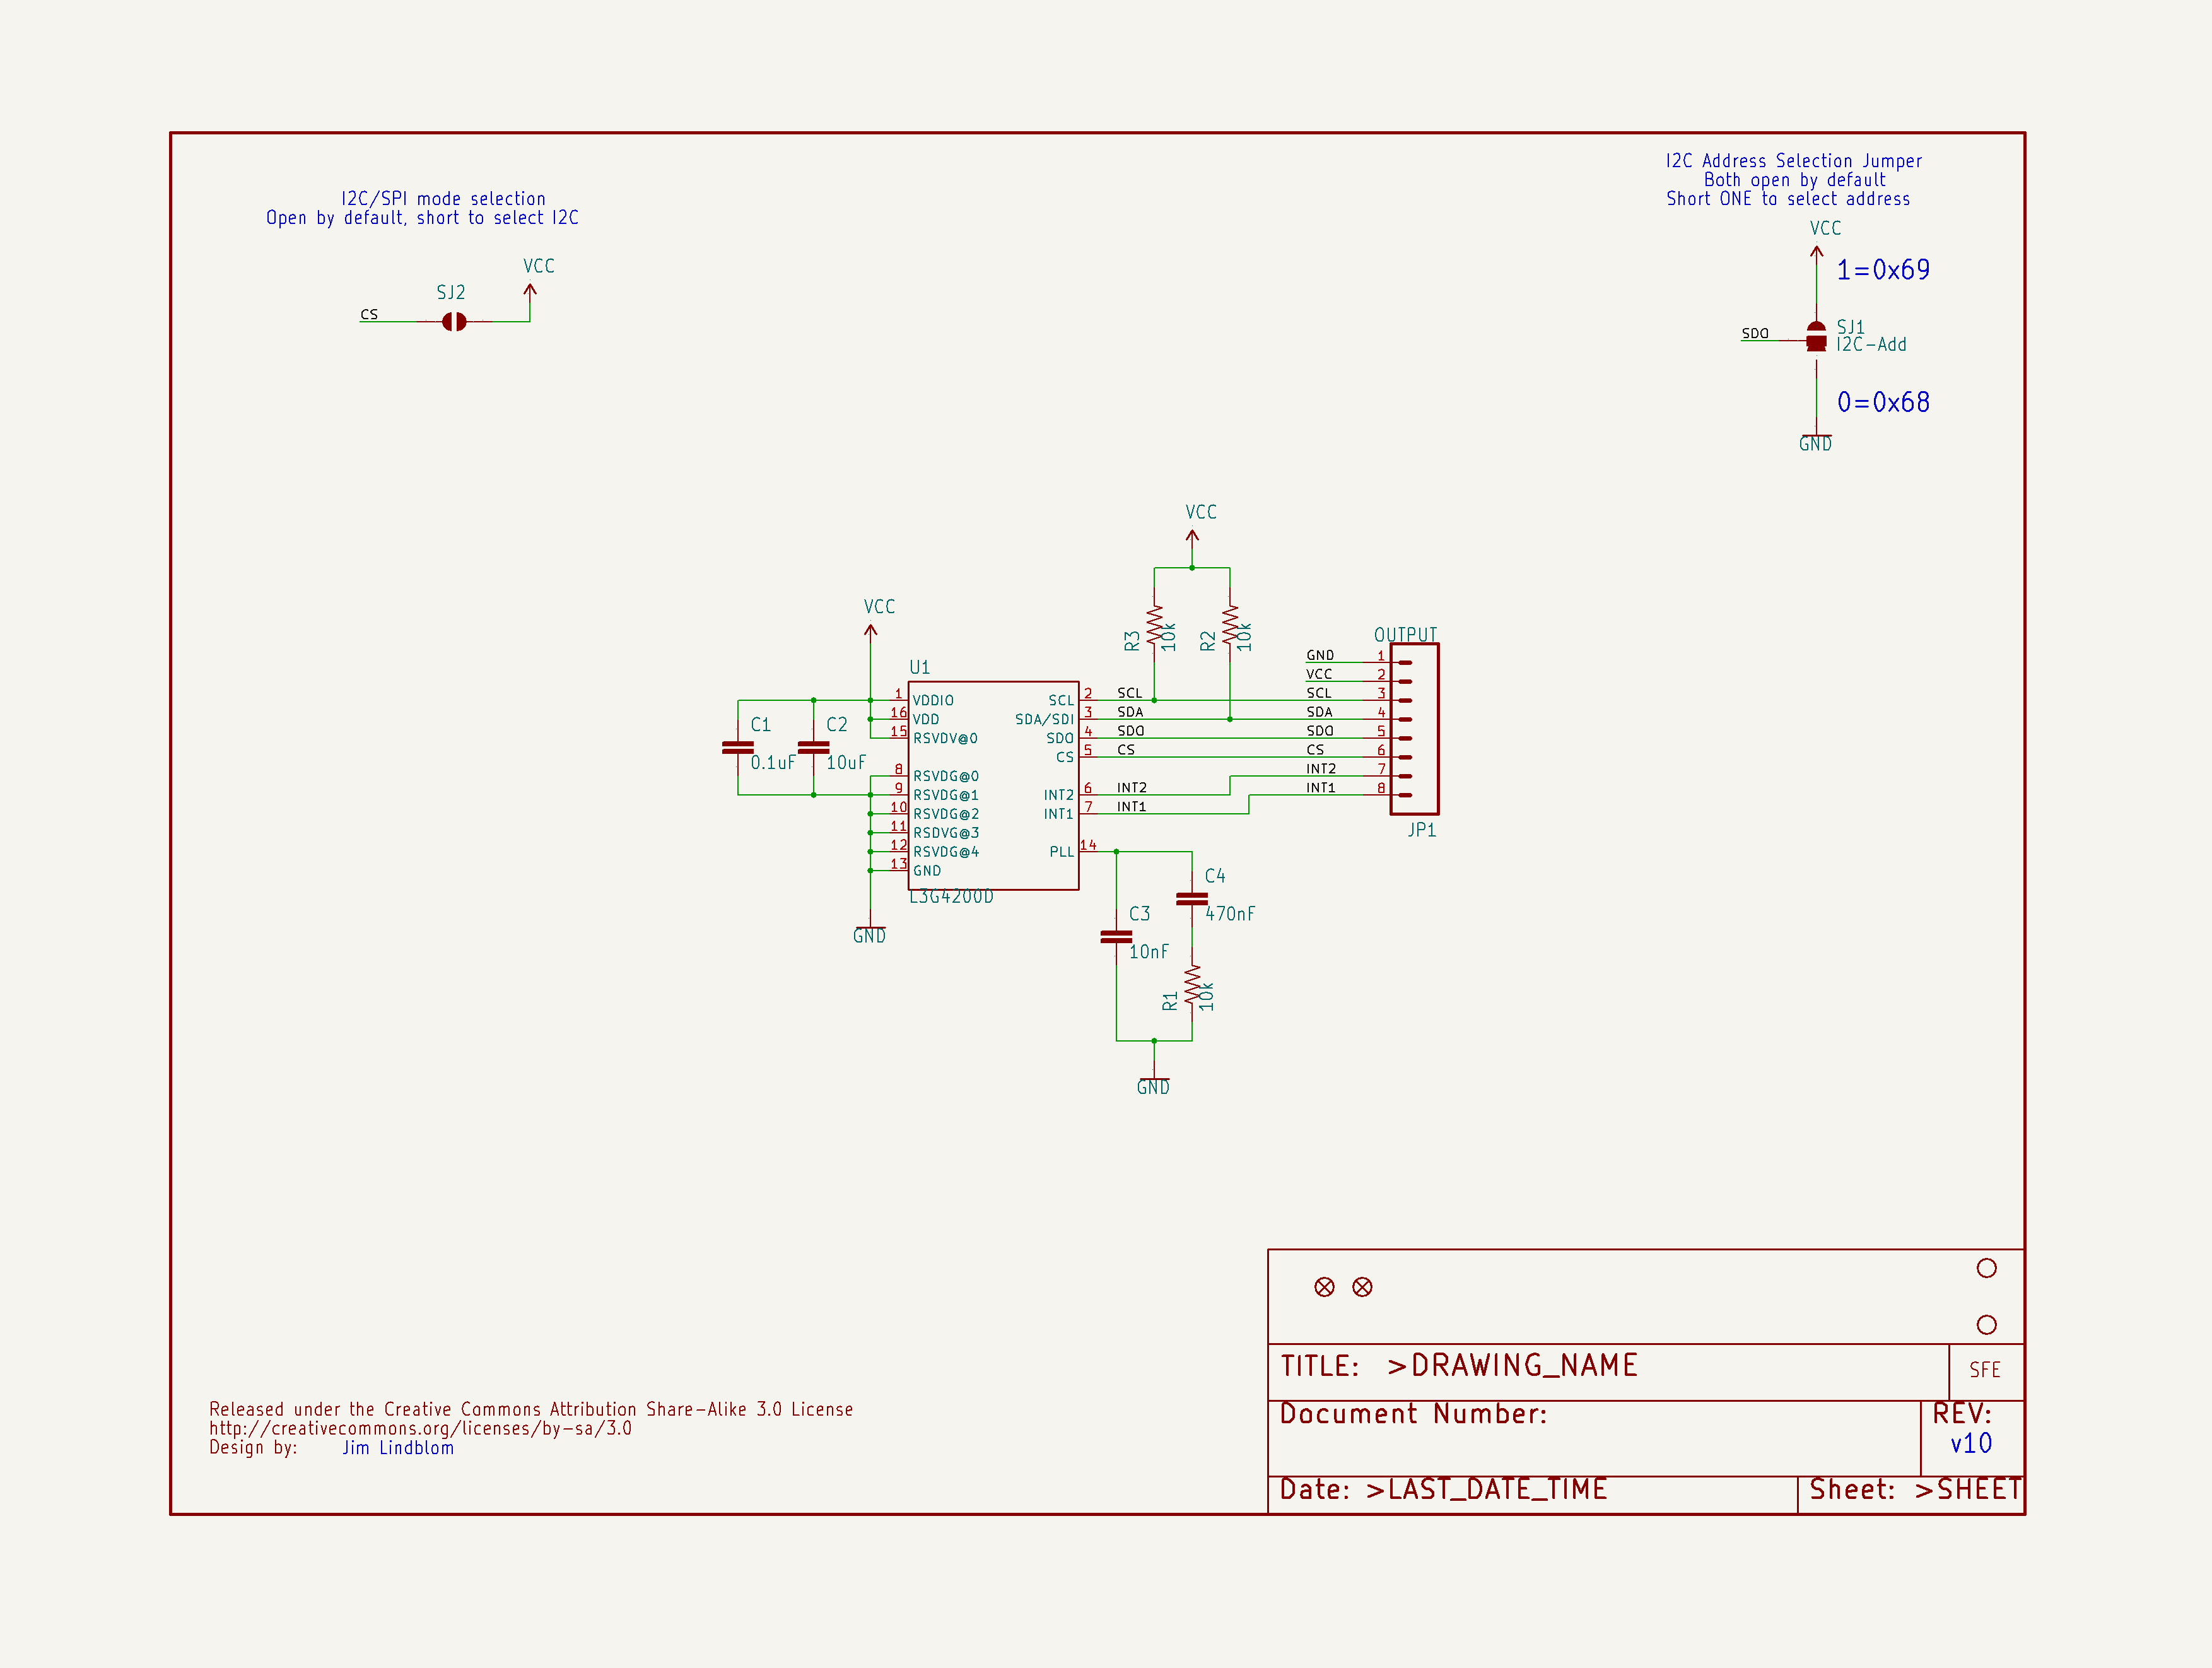 I2C Address Selection Jumper
Both open by default
Short ONE to select address
I2C/SPI mode selection
Open by default, short to select I2C
VCC
1=0x69
VCC
SJ2
CS
SJ1
SDO
I2C-Add
0=0x68
GND
VCC
VCC
R3
10k
R2
10k
OUTPUT
GND
1
VCC
2
U1
1
VDDIO
SCL
2
SCL
SCL
3
16
VDD
SDA/SDI
3
SDA
SDA
4
C1
C2
15
RSVDV@0
SDO
4
SDO
SDO
5
CS
5
CS
CS
6
0.1uF
10uF
8
RSVDG@0
INT2
7
9
RSVDG@1
INT2
6
INT2
INT1
8
10
RSVDG@2
INT1
7
INT1
11
RSDVG@3
JP1
12
RSVDG@4
PLL
14
13
GND
L3G4200D
C4
470nF
GND
C3
10nF
R1
10k
GND
TITLE: >DRAWING_NAME
SFE
Document Number:
REV:
v10
Date: >LAST_DATE_TIME
Sheet: >SHEET
Released under the Creative Commons Attribution Share-Alike 3.0 License
http://creativecommons.org/licenses/by-sa/3.0
Design by: Jim Lindblom